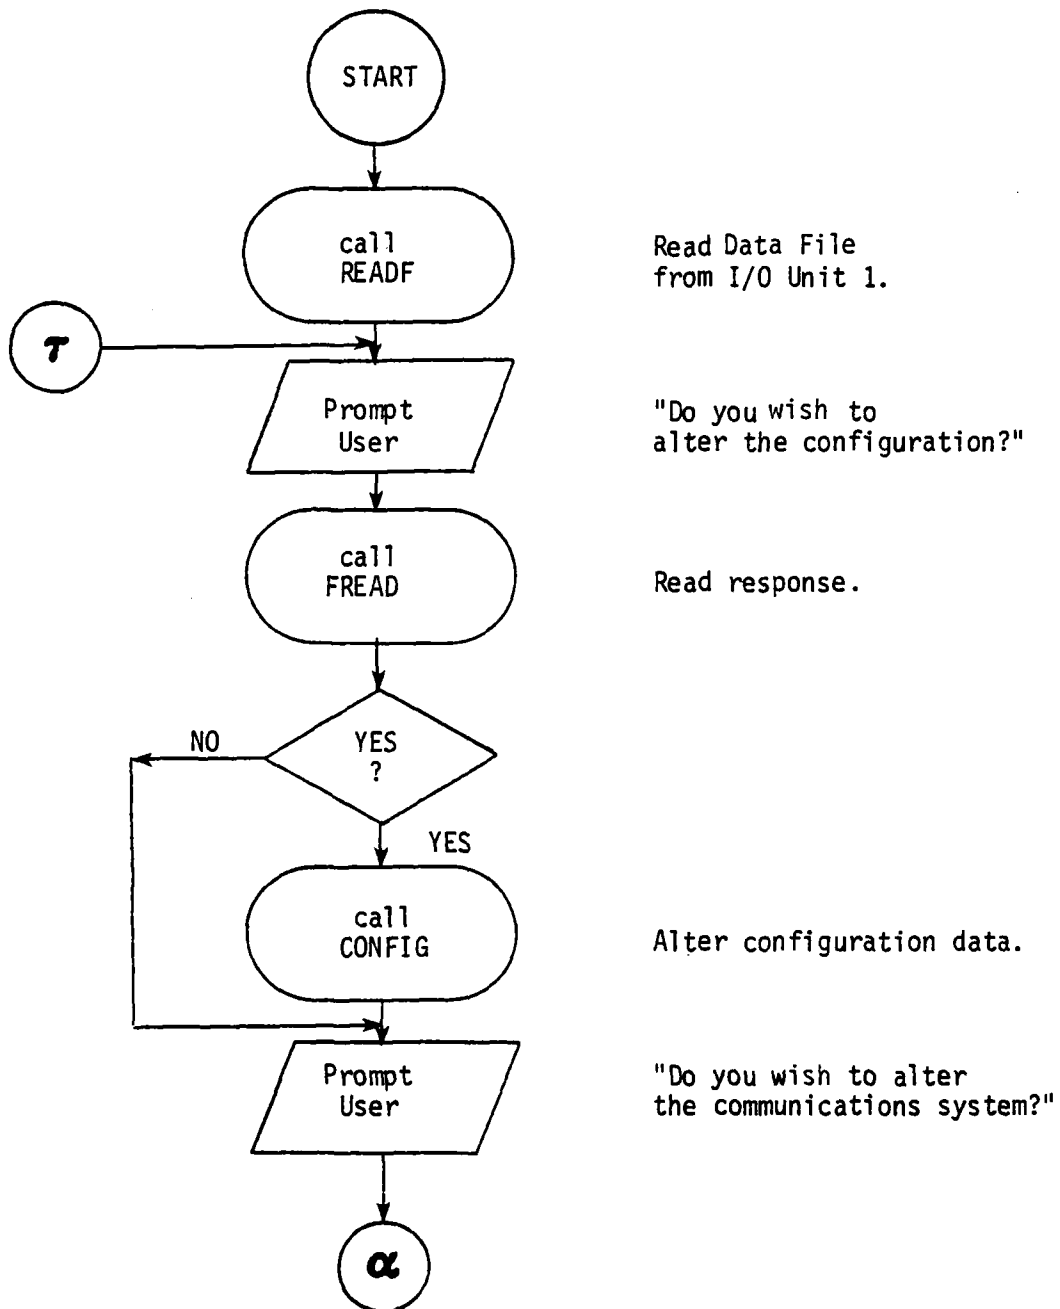 START
call
READF
Read Data File
from I/O Unit 1.
τ
Prompt
User
"Do you wish to
alter the configuration?"
call
FREAD
Read response.
NO
YES
?
YES
call
CONFIG
Alter configuration data.
Prompt
User
"Do you wish to alter
the communications system?"
α